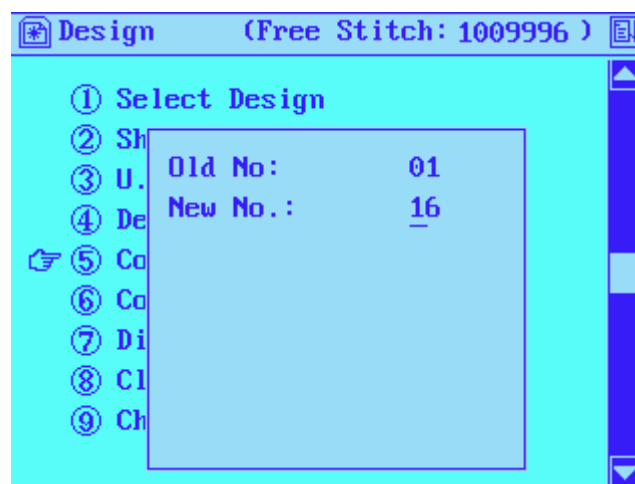 Design (Free Stitch: 1009996 )
① Select Design
② Sh
③ U.
④ De
⑤ Co
⑥ Co
⑦ Di
⑧ Cl
⑨ Ch
Old No: 01
New No.: 16